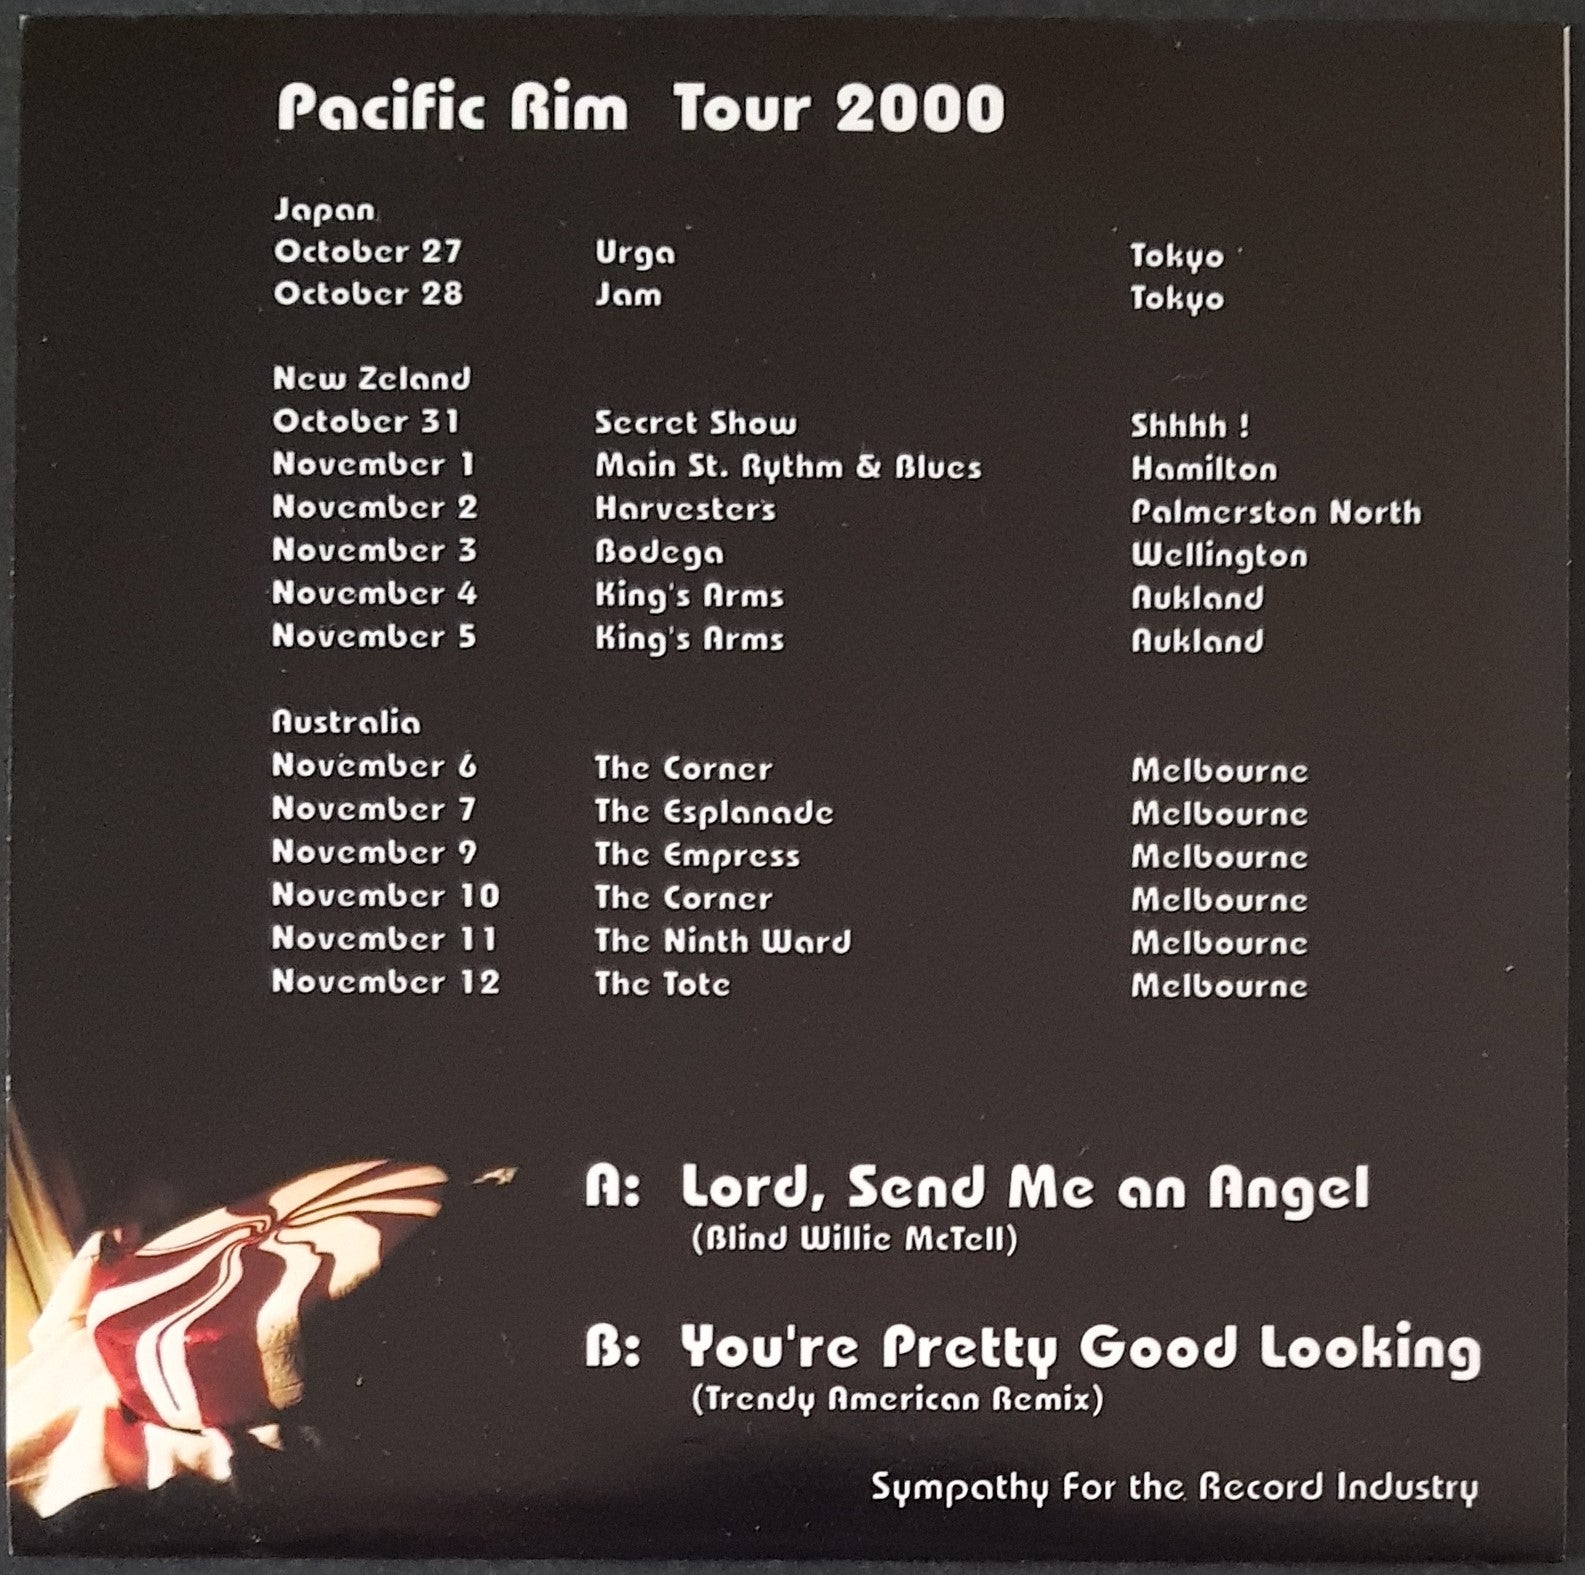 Pacific Rim Tour 2000
Japan
October 27 Urga Tokyo
October 28 Jam Tokyo
New Zeland
October 31 Secret Show Shhhh !
November 1 Main St. Rythm & Blues Hamilton
November 2 Harvesters Palmerston North
November 3 Bodega Wellington
November 4 King's Arms Aukland
November 5 King's Arms Aukland
Australia
November 6 The Corner Melbourne
November 7 The Esplanade Melbourne
November 9 The Empress Melbourne
November 10 The Corner Melbourne
November 11 The Ninth Ward Melbourne
November 12 The Tote Melbourne
A: Lord, Send Me an Angel
(Blind Willie McTell)
B: You're Pretty Good Looking
(Trendy American Remix)
Sympathy For the Record Industry